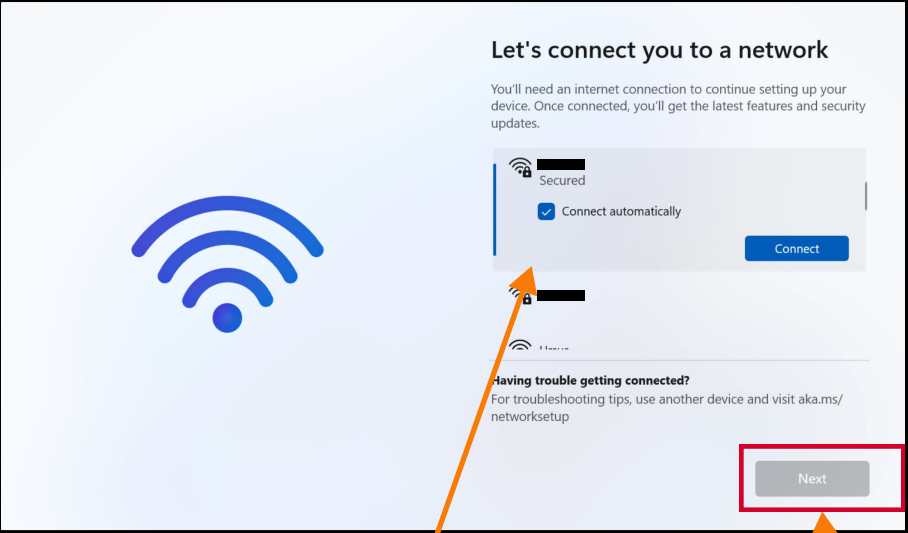 Let's connect you to a network
You'll need an internet connection to continue setting up your
device. Once connected, you'll get the latest features and security
updates.
Secured
Connect automatically
Connect
Having trouble getting connected?
For troubleshooting tips, use another device and visit aka.ms/
networksetup
Next